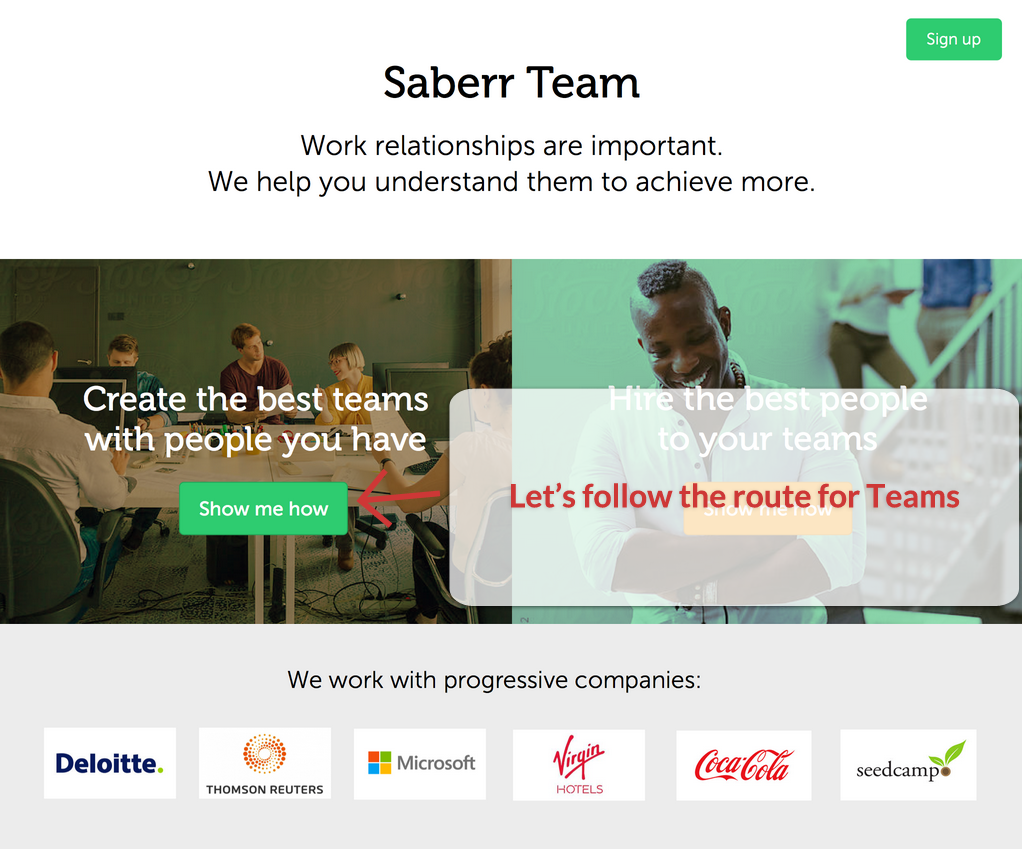 Sign up
Saberr Team
Work relationships are important.
We help you understand them to achieve more.
Create the best teams
with people you have
Show me how
Hire the best people
to your teams
Let's follow the route for Teams
Show me how
We work with progressive companies:
Deloitte.
THOMSON REUTERS
Microsoft
Virgin
HOTELS
Coca-Cola
seedcamp